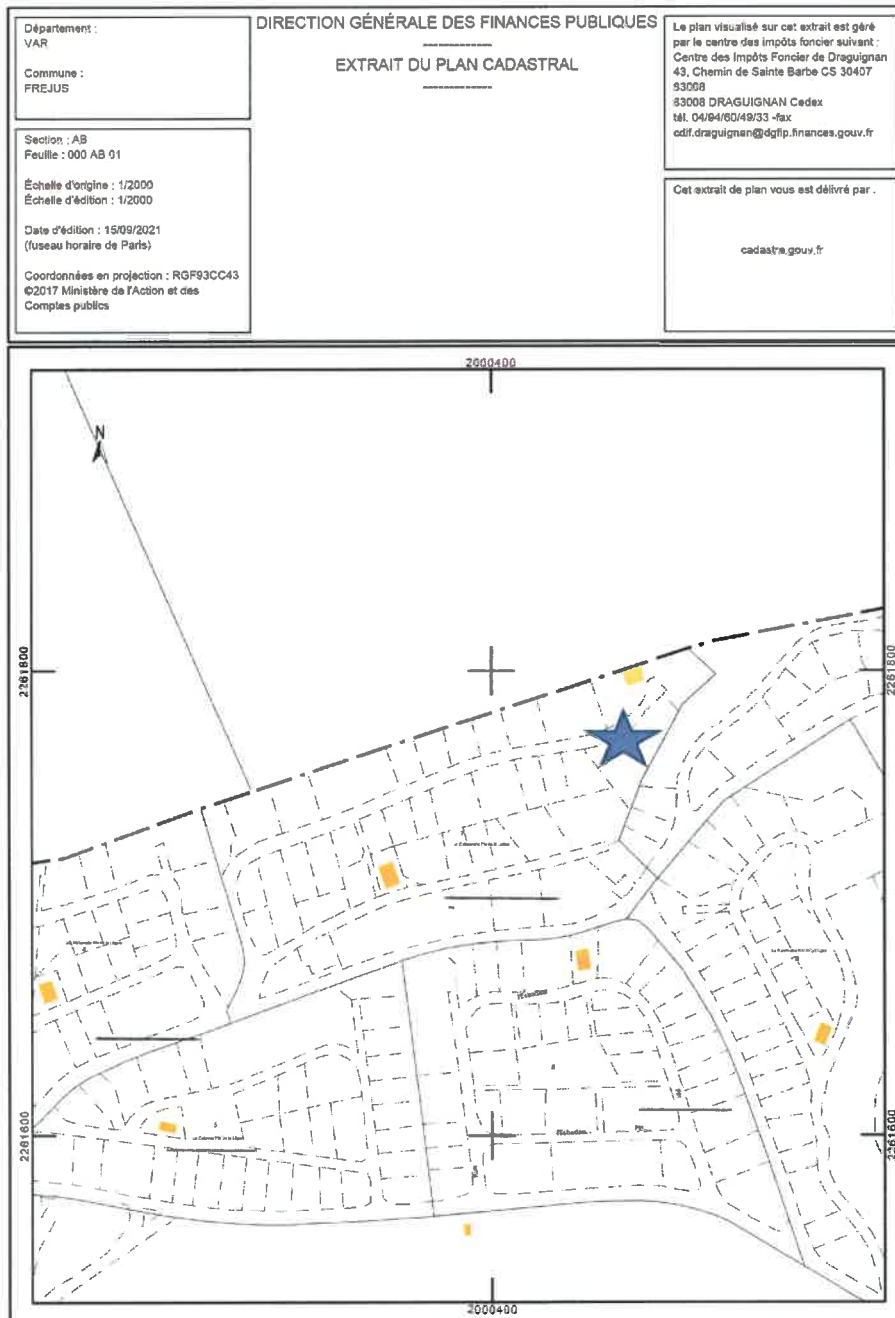 Département :
VAR
Commune :
FREJUS
Section : AB
Feuille : 000 AB 01
Échelle d'origine : 1/2000
Échelle d'édition : 1/2000
Date d'édition : 15/09/2021
(fuseau horaire de Paris)
Coordonnées en projection : RGF93CC43
©2017 Ministère de l'Action et des
Comptes publics
DIRECTION GÉNÉRALE DES FINANCES PUBLIQUES
-------------
EXTRAIT DU PLAN CADASTRAL
-------------
Le plan visualisé sur cet extrait est géré
par le centre des impôts foncier suivant :
Centre des Impôts Foncier de Draguignan
43, Chemin de Sainte Barbe CS 30407
83008
83008 DRAGUIGNAN Cedex
tél. 04/94/60/49/33 -fax
cdif.draguignan@dgfip.finances.gouv.fr
Cet extrait de plan vous est délivré par :
cadastre.gouv.fr
2000400
N
2261800
2261800
2261600
2261600
2000400